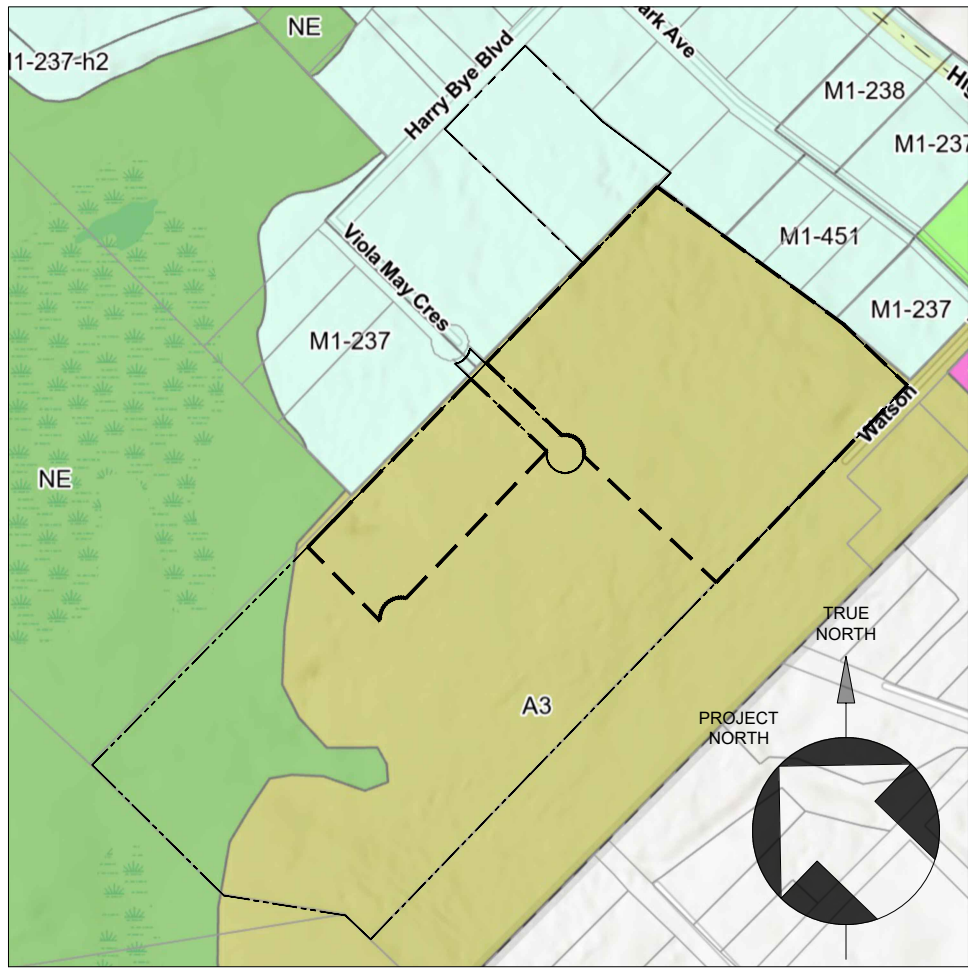 NE
M1-237-h2
Harry Bye Blvd
ark Ave
M1-238
Hig
M1-237
Viola May Cres
M1-451
M1-237
M1-237
Watson
NE
TRUE
NORTH
A3
PROJECT
NORTH